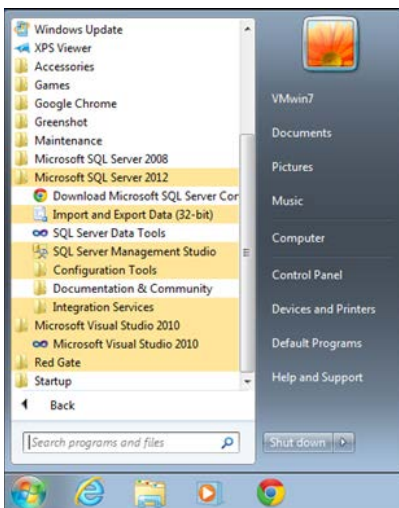 Windows Update
XPS Viewer
Accessories
Games
Google Chrome
Greenshot
Maintenance
Microsoft SQL Server 2008
Microsoft SQL Server 2012
Download Microsoft SQL Server Cor
Import and Export Data (32-bit)
SQL Server Data Tools
SQL Server Management Studio
Configuration Tools
Documentation & Community
Integration Services
Microsoft Visual Studio 2010
Microsoft Visual Studio 2010
Red Gate
Startup
Back
Search programs and files
VMwin7
Documents
Pictures
Music
Computer
Control Panel
Devices and Printers
Default Programs
Help and Support
Shut down